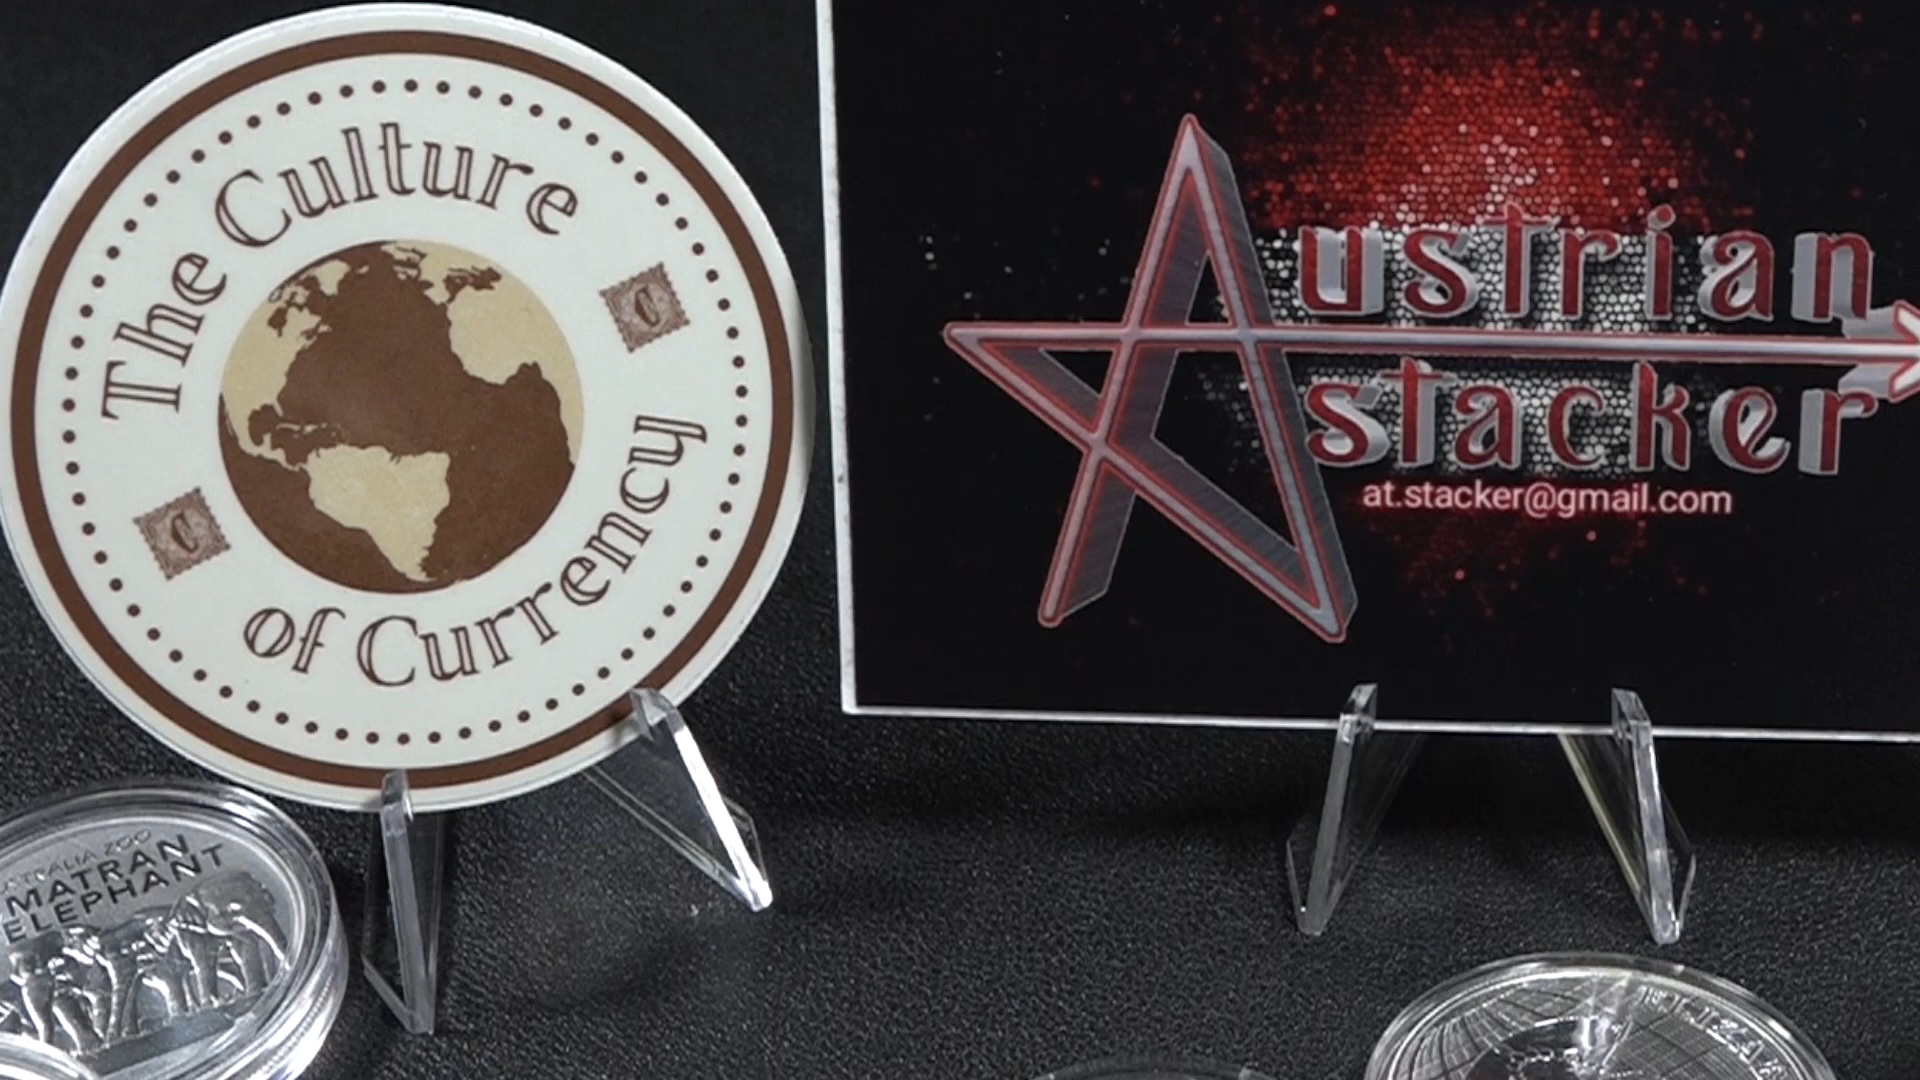 The Culture
of Currency
C
C
Austrian
Stacker
at.stacker@gmail.com
MATRAN
ELEPHANT